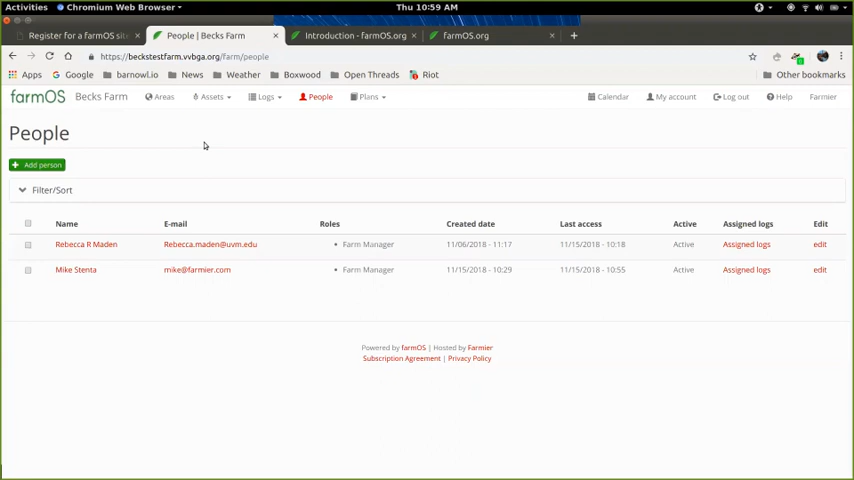 Activities Chromium Web Browser Thu 10:59 AM
Register for a farmOS sit × People | Becks Farm × Introduction - farmOS.org × farmOS.org × +
https://beckstestfarm.vvbga.org/farm/people
Apps Google barnowl.io News Weather Boxwood Open Threads Riot Other bookmarks
farmOS Becks Farm Areas Assets Logs People Plans Calendar My account Log out Help Farmier
People
+ Add person
Filter/Sort
Name E-mail Roles Created date Last access Active Assigned logs Edit
Rebecca R Maden Rebecca.maden@uvm.edu • Farm Manager 11/06/2018 - 11:17 11/15/2018 - 10:18 Active Assigned logs edit
Mike Stenta mike@farmier.com • Farm Manager 11/15/2018 - 10:29 11/15/2018 - 10:55 Active Assigned logs edit
Powered by farmOS | Hosted by Farmier
Subscription Agreement | Privacy Policy